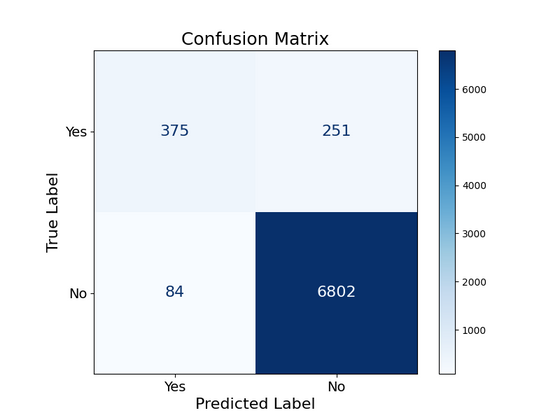 Confusion Matrix
True Label
Yes
375
251
No
84
6802
Yes
No
Predicted Label
6000
5000
4000
3000
2000
1000